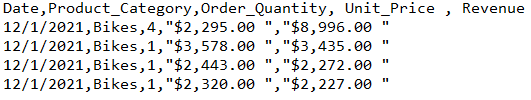 Date,Product_Category,Order_Quantity, Unit_Price , Revenue
12/1/2021,Bikes,4,"$2,295.00 ","$8,996.00 "
12/1/2021,Bikes,1,"$3,578.00 ","$3,435.00 "
12/1/2021,Bikes,1,"$2,443.00 ","$2,272.00 "
12/1/2021,Bikes,1,"$2,320.00 ","$2,227.00 "